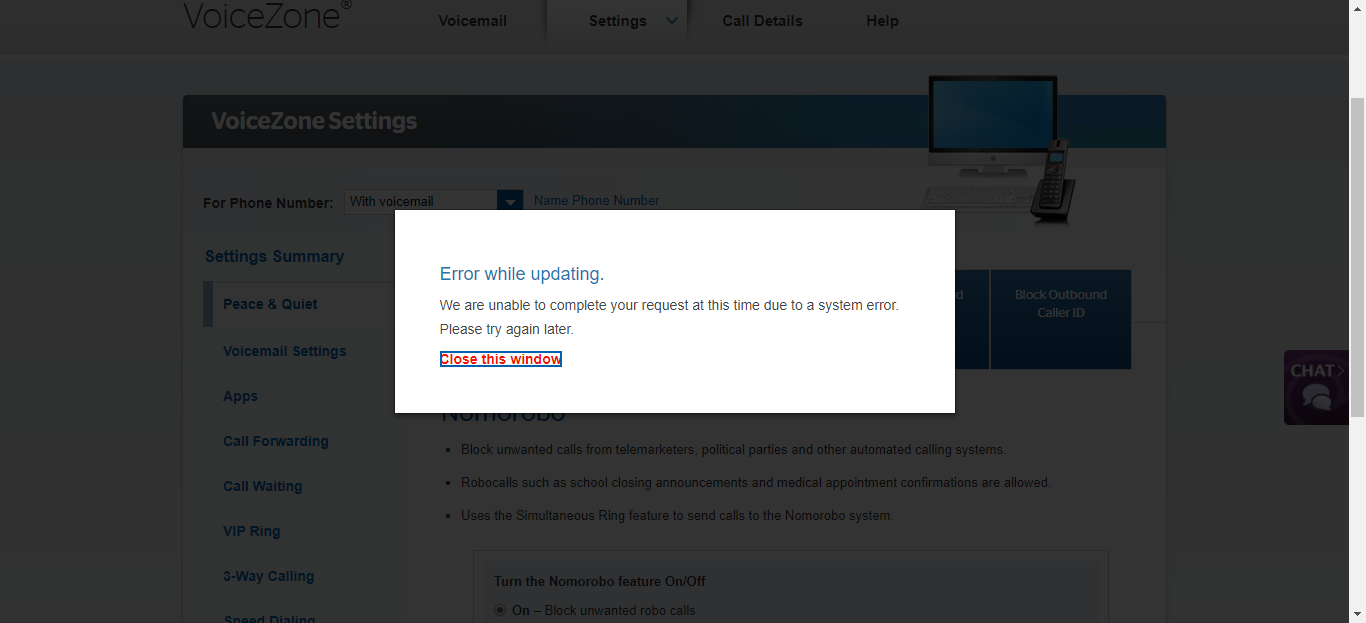 VoiceZone®
Voicemail
Settings
Call Details
Help
VoiceZone Settings
For Phone Number:
With voicemail
Name Phone Number
Settings Summary
Peace & Quiet
Voicemail Settings
Apps
Call Forwarding
Call Waiting
VIP Ring
3-Way Calling
Speed Dialing
Error while updating.
We are unable to complete your request at this time due to a system error.
Please try again later.
Close this window
d
Block Outbound
Caller ID
CHAT>
Nomorobo
• Block unwanted calls from telemarketers, political parties and other automated calling systems.
• Robocalls such as school closing announcements and medical appointment confirmations are allowed.
• Uses the Simultaneous Ring feature to send calls to the Nomorobo system.
Turn the Nomorobo feature On/Off
On – Block unwanted robo calls